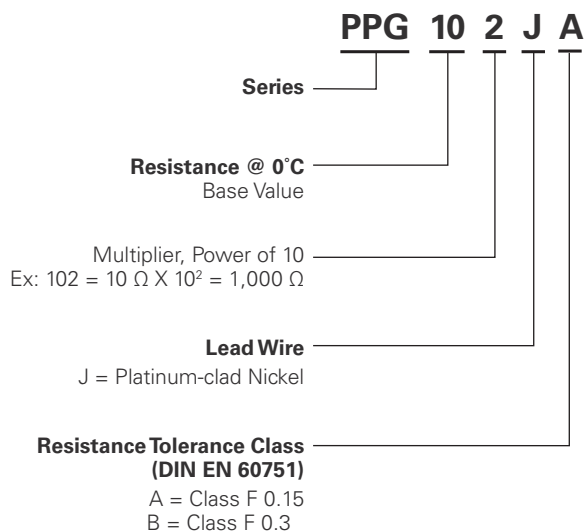 PPG 10 2 J A
Series
Resistance @ 0˚C
Base Value
Multiplier, Power of 10
Ex: 102 = 10 Ω X 10² = 1,000 Ω
Lead Wire
J = Platinum-clad Nickel
Resistance Tolerance Class
(DIN EN 60751)
A = Class F 0.15
B = Class F 0.3